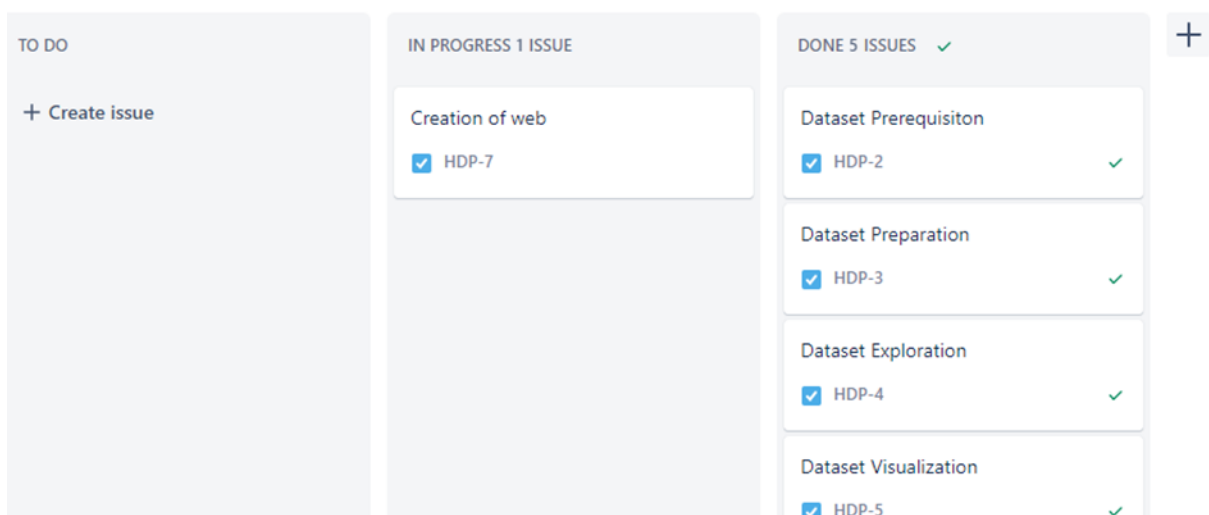 TO DO
+ Create issue
IN PROGRESS 1 ISSUE
Creation of web
HDP-7
DONE 5 ISSUES
Dataset Prerequisiton
HDP-2
Dataset Preparation
HDP-3
Dataset Exploration
HDP-4
Dataset Visualization
HDP-5